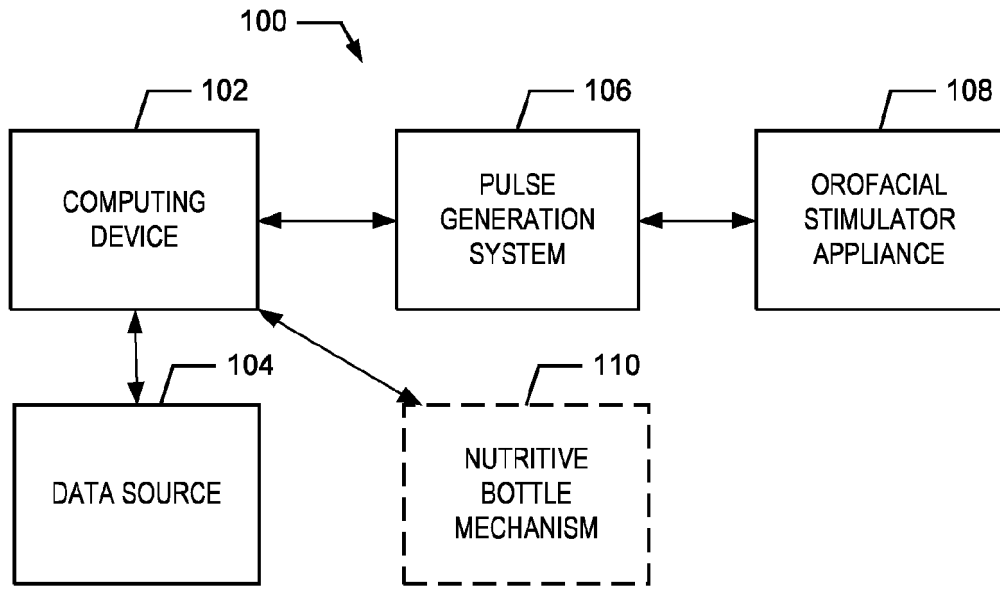 100
102
106
108
COMPUTING
DEVICE
PULSE
GENERATION
SYSTEM
OROFACIAL
STIMULATOR
APPLIANCE
104
110
DATA SOURCE
NUTRITIVE
BOTTLE
MECHANISM